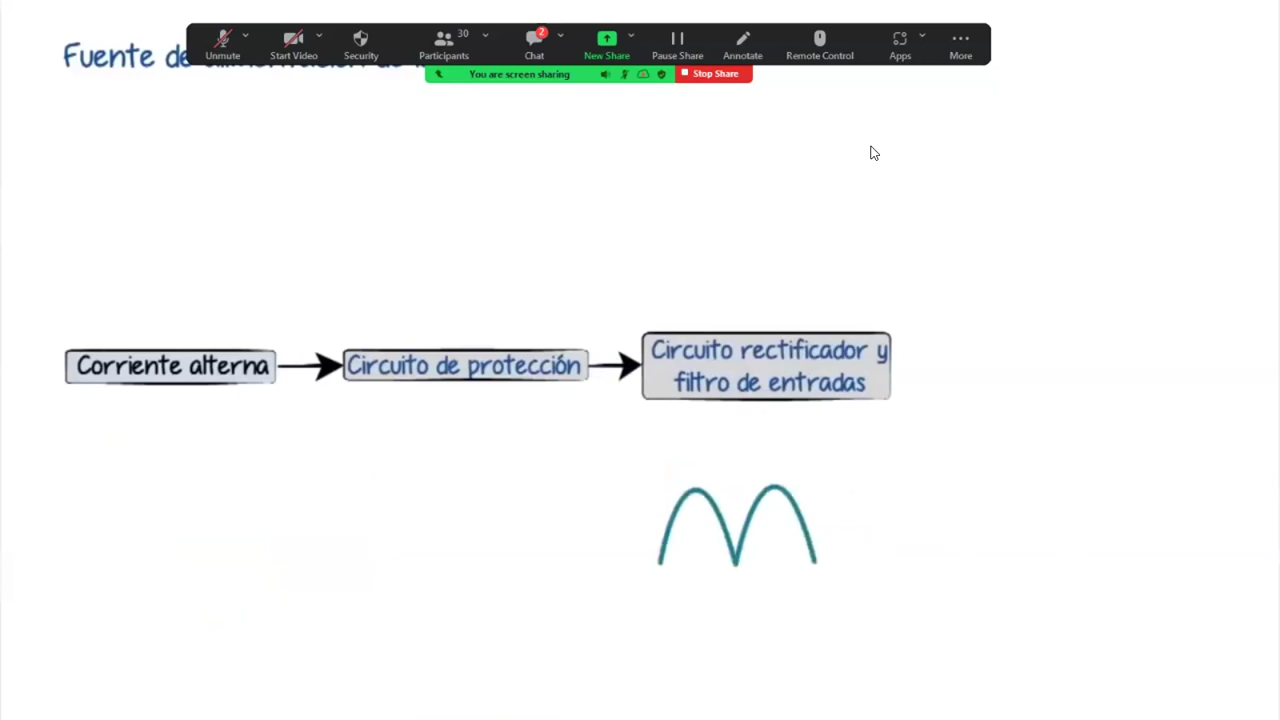 Unmute
Start Video
Security
Participants
30
Chat
2
New Share
Pause Share
Annotate
Remote Control
Apps
More
Fuente de
You are screen sharing
Stop Share
Corriente alterna
Circuito de protección
Circuito rectificador y
filtro de entradas